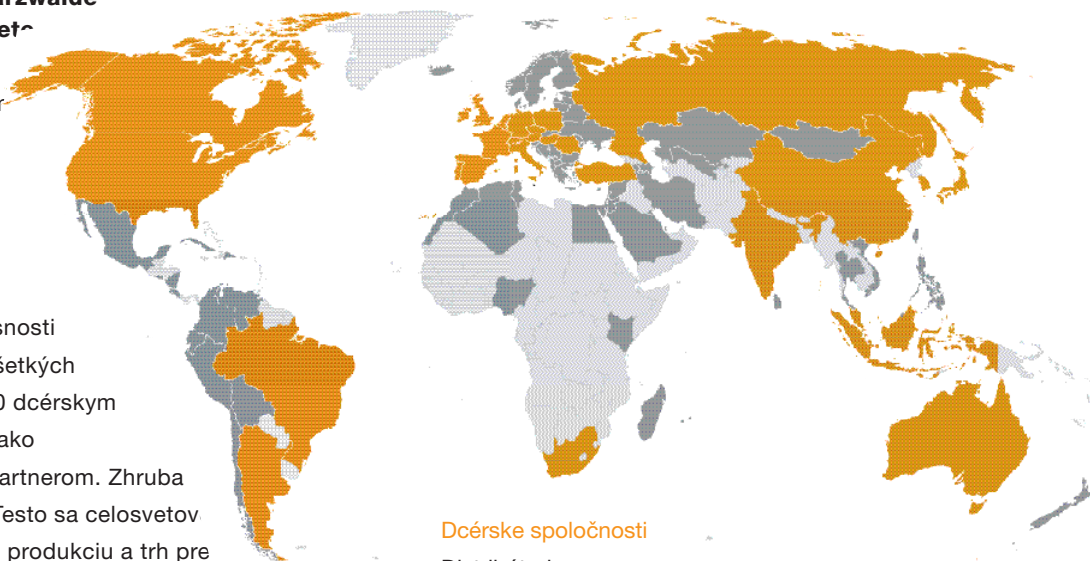 snosti
šetkých
0 dcérskym
ako
artnerom. Zhruba
Testo sa celosvetov
produkciu a trh pre
Dcérske spoločnosti